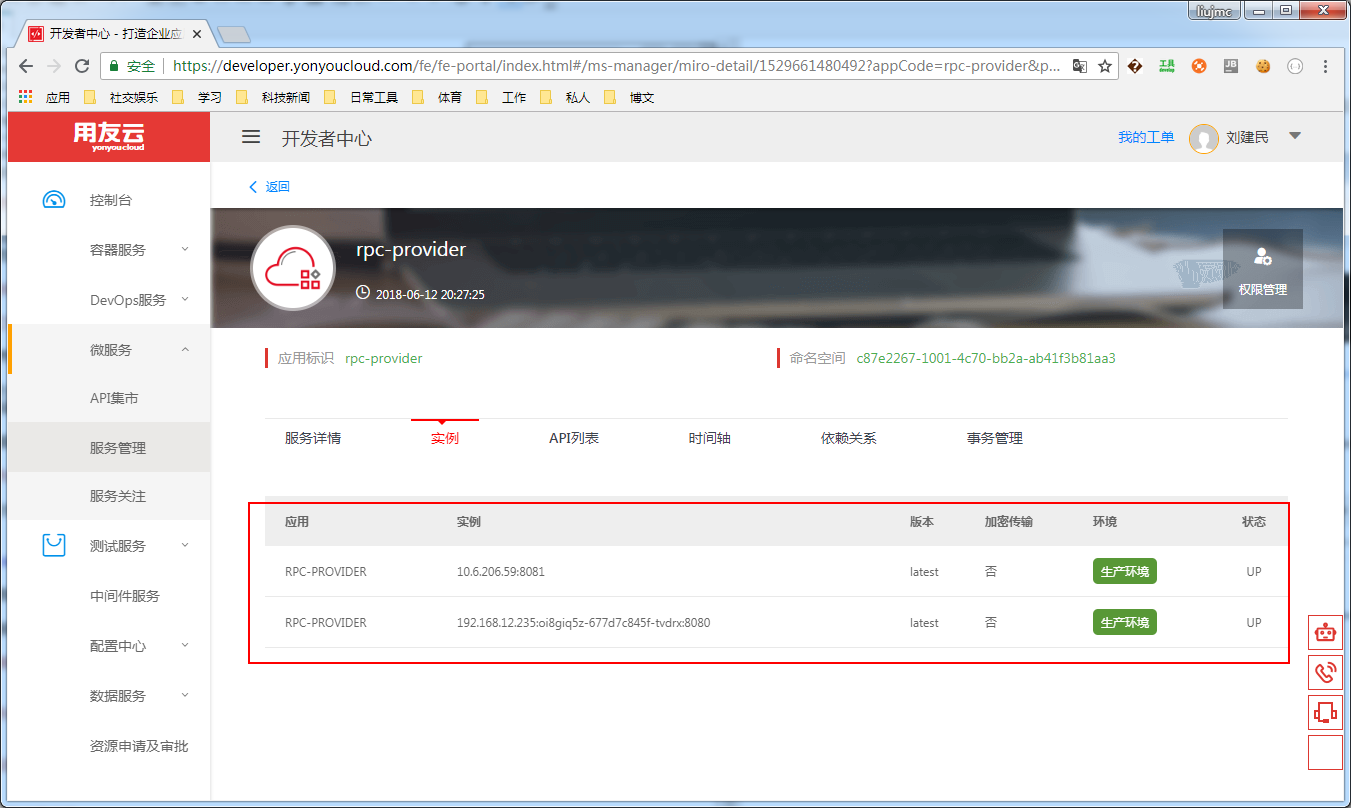 liujmc
开发者中心 - 打造企业应
安全 https://developer.yonyoucloud.com/fe/fe-portal/index.html#/ms-manager/miro-detail/1529661480492?appCode=rpc-provider&p...
应用 社交娱乐 学习 科技新闻 日常工具 体育 工作 私人 博文
用友云
yonyoucloud
开发者中心
我的工单
刘建民
返回
控制台
容器服务
DevOps服务
微服务
API集市
服务管理
服务关注
测试服务
中间件服务
配置中心
数据服务
资源申请及审批
rpc-provider
2018-06-12 20:27:25
权限管理
应用标识 rpc-provider
命名空间 c87e2267-1001-4c70-bb2a-ab41f3b81aa3
服务详情 实例 API列表 时间轴 依赖关系 事务管理
应用 实例 版本 加密传输 环境 状态
RPC-PROVIDER 10.6.206.59:8081 latest 否 生产环境 UP
RPC-PROVIDER 192.168.12.235:oi8giq5z-677d7c845f-tvdrx:8080 latest 否 生产环境 UP